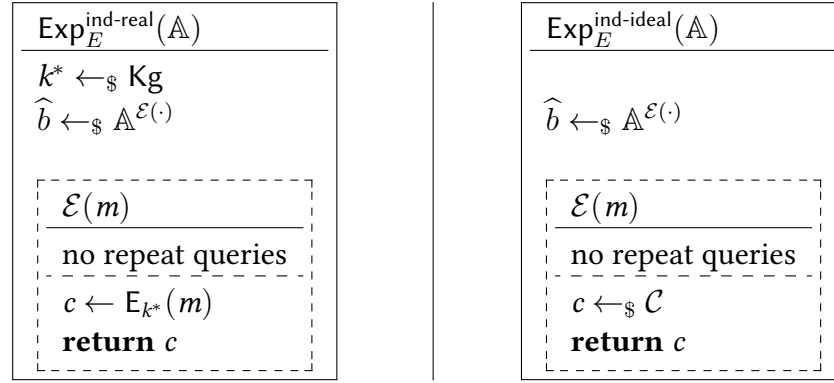 Exp_E^{ind-real}(𝔸)
k* ←_$ Kg
b̂ ←_$ 𝔸^{ℰ(·)}
ℰ(m)
no repeat queries
c ← E_{k*}(m)
return c
Exp_E^{ind-ideal}(𝔸)
b̂ ←_$ 𝔸^{ℰ(·)}
ℰ(m)
no repeat queries
c ←_$ 𝒞
return c